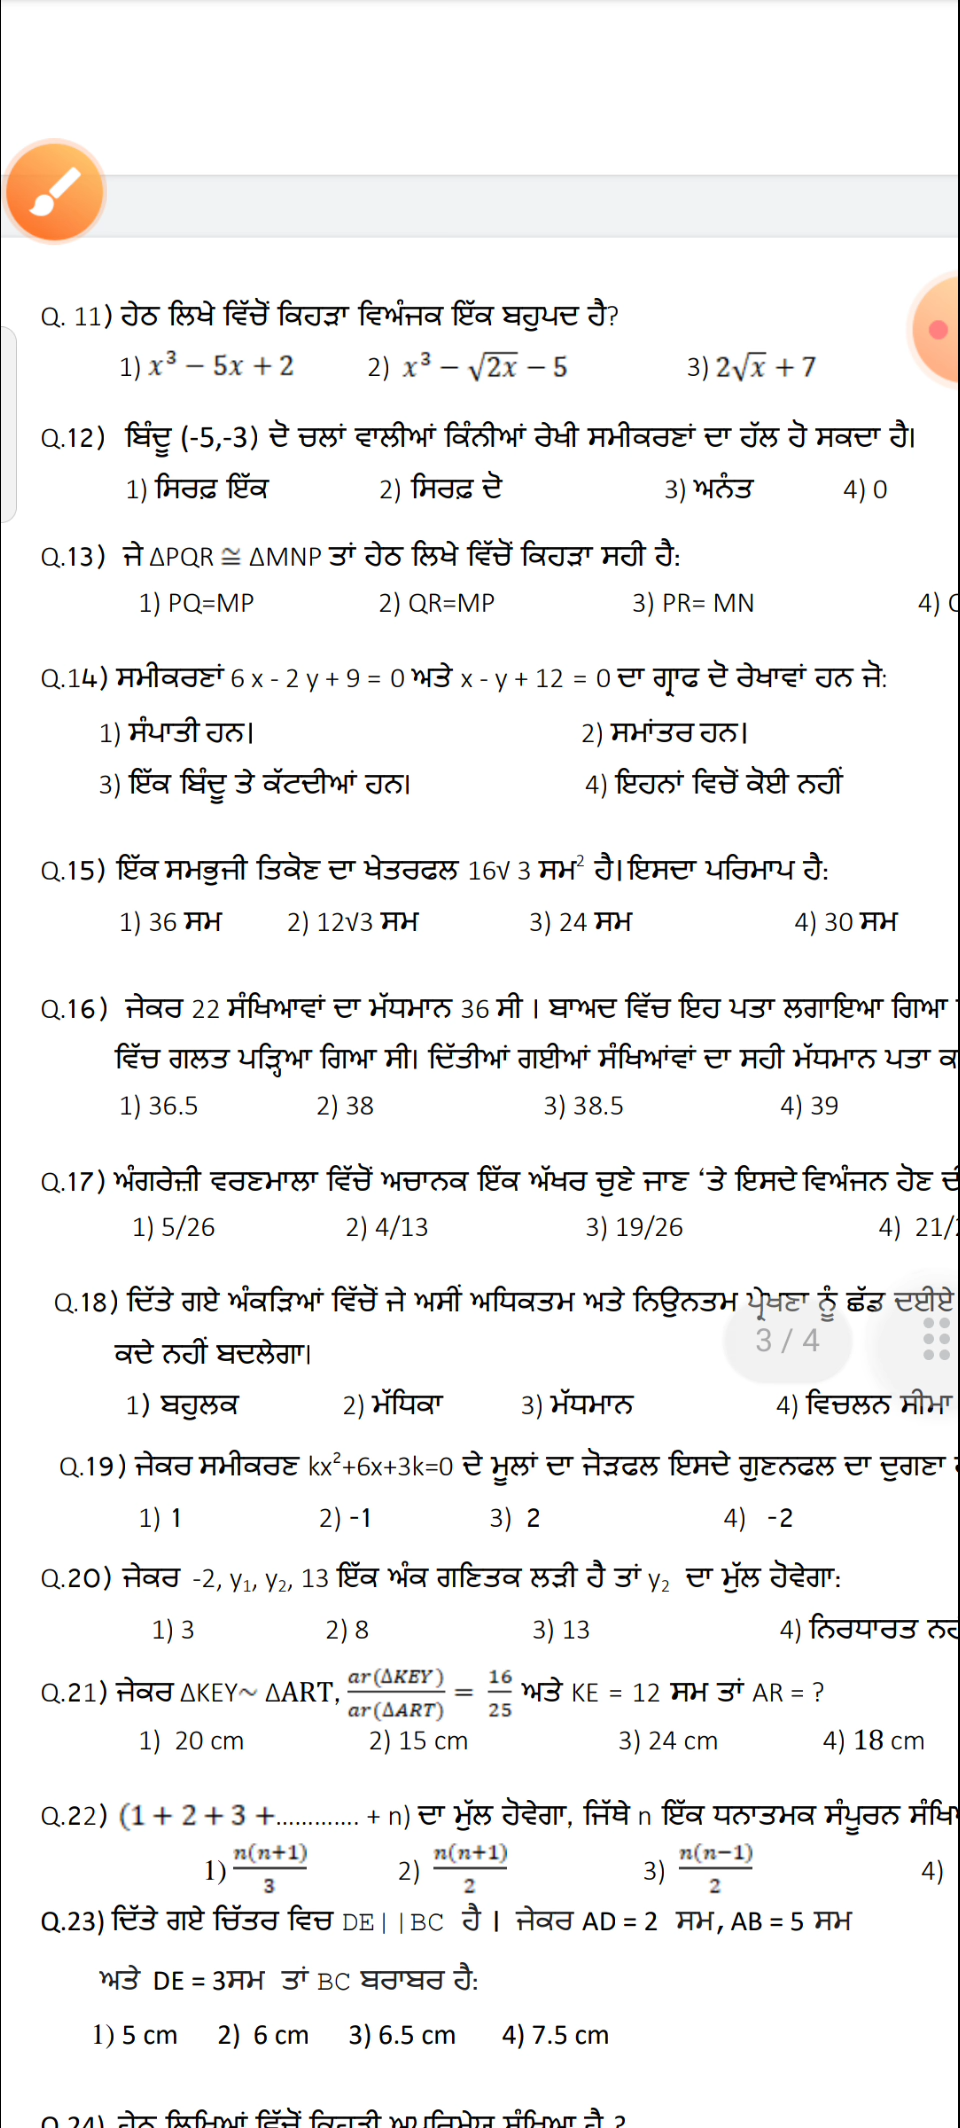 Q. 11) ਹੇਠ ਲਿਖੇ ਵਿੱਚੋਂ ਕਿਹੜਾ ਵਿਅੰਜਕ ਇੱਕ ਬਹੁਪਦ ਹੈ?
1) x³ − 5x + 2 2) x³ − √2x − 5 3) 2√x + 7
Q.12) ਬਿੰਦੂ (-5,-3) ਦੋ ਚਲਾਂ ਵਾਲੀਆਂ ਕਿੰਨੀਆਂ ਰੇਖੀ ਸਮੀਕਰਣਾਂ ਦਾ ਹੱਲ ਹੋ ਸਕਦਾ ਹੈ।
1) ਸਿਰਫ਼ ਇੱਕ 2) ਸਿਰਫ਼ ਦੋ 3) ਅਨੰਤ 4) 0
Q.13) ਜੇ ΔPQR ≅ ΔMNP ਤਾਂ ਹੇਠ ਲਿਖੇ ਵਿੱਚੋਂ ਕਿਹੜਾ ਸਹੀ ਹੈ:
1) PQ=MP 2) QR=MP 3) PR= MN 4)
Q.14) ਸਮੀਕਰਣਾਂ 6 x - 2 y + 9 = 0 ਅਤੇ x - y + 12 = 0 ਦਾ ਗ੍ਰਾਫ ਦੋ ਰੇਖਾਵਾਂ ਹਨ ਜੋ:
1) ਸੰਪਾਤੀ ਹਨ। 2) ਸਮਾਂਤਰ ਹਨ।
3) ਇੱਕ ਬਿੰਦੂ ਤੇ ਕੱਟਦੀਆਂ ਹਨ। 4) ਇਹਨਾਂ ਵਿਚੋਂ ਕੋਈ ਨਹੀਂ
Q.15) ਇੱਕ ਸਮਭੁਜੀ ਤਿਕੋਣ ਦਾ ਖੇਤਰਫਲ 16√ 3 ਸਮ² ਹੈ। ਇਸਦਾ ਪਰਿਮਾਪ ਹੈ:
1) 36 ਸਮ 2) 12√3 ਸਮ 3) 24 ਸਮ 4) 30 ਸਮ
Q.16) ਜੇਕਰ 22 ਸੰਖਿਆਵਾਂ ਦਾ ਮੱਧਮਾਨ 36 ਸੀ । ਬਾਅਦ ਵਿੱਚ ਇਹ ਪਤਾ ਲਗਾਇਆ ਗਿਆ
ਵਿੱਚ ਗਲਤ ਪੜ੍ਹਿਆ ਗਿਆ ਸੀ। ਦਿੱਤੀਆਂ ਗਈਆਂ ਸੰਖਿਆਂਵਾਂ ਦਾ ਸਹੀ ਮੱਧਮਾਨ ਪਤਾ
1) 36.5 2) 38 3) 38.5 4) 39
Q.17) ਅੰਗਰੇਜ਼ੀ ਵਰਣਮਾਲਾ ਵਿੱਚੋਂ ਅਚਾਨਕ ਇੱਕ ਅੱਖਰ ਚੁਣੇ ਜਾਣ ‘ਤੇ ਇਸਦੇ ਵਿਅੰਜਨ ਹੋਣ
1) 5/26 2) 4/13 3) 19/26 4) 21/
Q.18) ਦਿੱਤੇ ਗਏ ਅੰਕੜਿਆਂ ਵਿੱਚੋਂ ਜੇ ਅਸੀਂ ਅਧਿਕਤਮ ਅਤੇ ਨਿਉਨਤਮ ਪ੍ਰੇਖਣਾ ਨੂੰ ਛੱਡ ਦਈਏ
3 / 4
ਕਦੇ ਨਹੀਂ ਬਦਲੇਗਾ।
1) ਬਹੁਲਕ 2) ਮੱਧਿਕਾ 3) ਮੱਧਮਾਨ 4) ਵਿਚਲਨ ਸੀਮਾ
Q.19) ਜੇਕਰ ਸਮੀਕਰਣ kx²+6x+3k=0 ਦੇ ਮੂਲਾਂ ਦਾ ਜੋੜਫਲ ਇਸਦੇ ਗੁਣਨਫਲ ਦਾ ਦੁਗਣਾ
1) 1 2) -1 3) 2 4) -2
Q.20) ਜੇਕਰ -2, y₁, y₂, 13 ਇੱਕ ਅੰਕ ਗਣਿਤਕ ਲੜੀ ਹੈ ਤਾਂ y₂ ਦਾ ਮੁੱਲ ਹੋਵੇਗਾ:
1) 3 2) 8 3) 13 4) ਨਿਰਧਾਰਤ
Q.21) ਜੇਕਰ ΔKEY~ ΔART, ar(ΔKEY)/ar(ΔART) = 16/25 ਅਤੇ KE = 12 ਸਮ ਤਾਂ AR = ?
1) 20 cm 2) 15 cm 3) 24 cm 4) 18 cm
Q.22) (1 + 2 + 3 +............. + n) ਦਾ ਮੁੱਲ ਹੋਵੇਗਾ, ਜਿੱਥੇ n ਇੱਕ ਧਨਾਤਮਕ ਸੰਪੂਰਨ
1) n(n+1)/3 2) n(n+1)/2 3) n(n−1)/2 4)
Q.23) ਦਿੱਤੇ ਗਏ ਚਿੱਤਰ ਵਿਚ DE||BC ਹੈ । ਜੇਕਰ AD = 2 ਸਮ, AB = 5 ਸਮ
ਅਤੇ DE = 3ਸਮ ਤਾਂ BC ਬਰਾਬਰ ਹੈ:
1) 5 cm 2) 6 cm 3) 6.5 cm 4) 7.5 cm